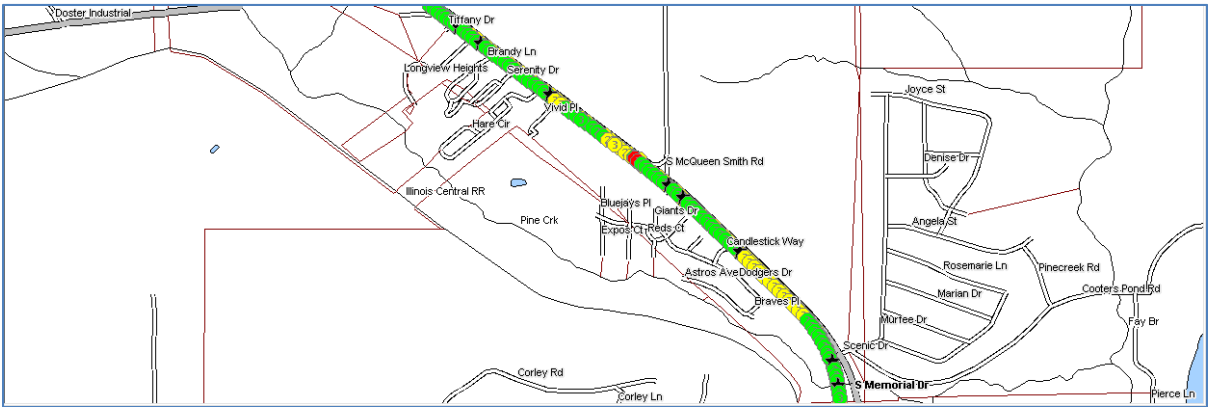 Doster Industrial
Tiffany Dr
Brandy Ln
Longview Heights
Serenity Dr
Joyce St
Vivid Pl
Hare Cir
3
Denise Dr
S McQueen Smith Rd
Illinois Central RR
Bluejays Pl
Giants Dr
Pine Crk
Angela St
Expos Ct
Reds Ct
Candlestick Way
Rosemarie Ln
Pinecreek Rd
Astros Ave
Dodgers Dr
Cooters Pond Rd
Marian Dr
Braves Pl
Murfee Dr
Fay Br
Scenic Dr
Corley Rd
S Memorial Dr
Corley Ln
Pierce Ln